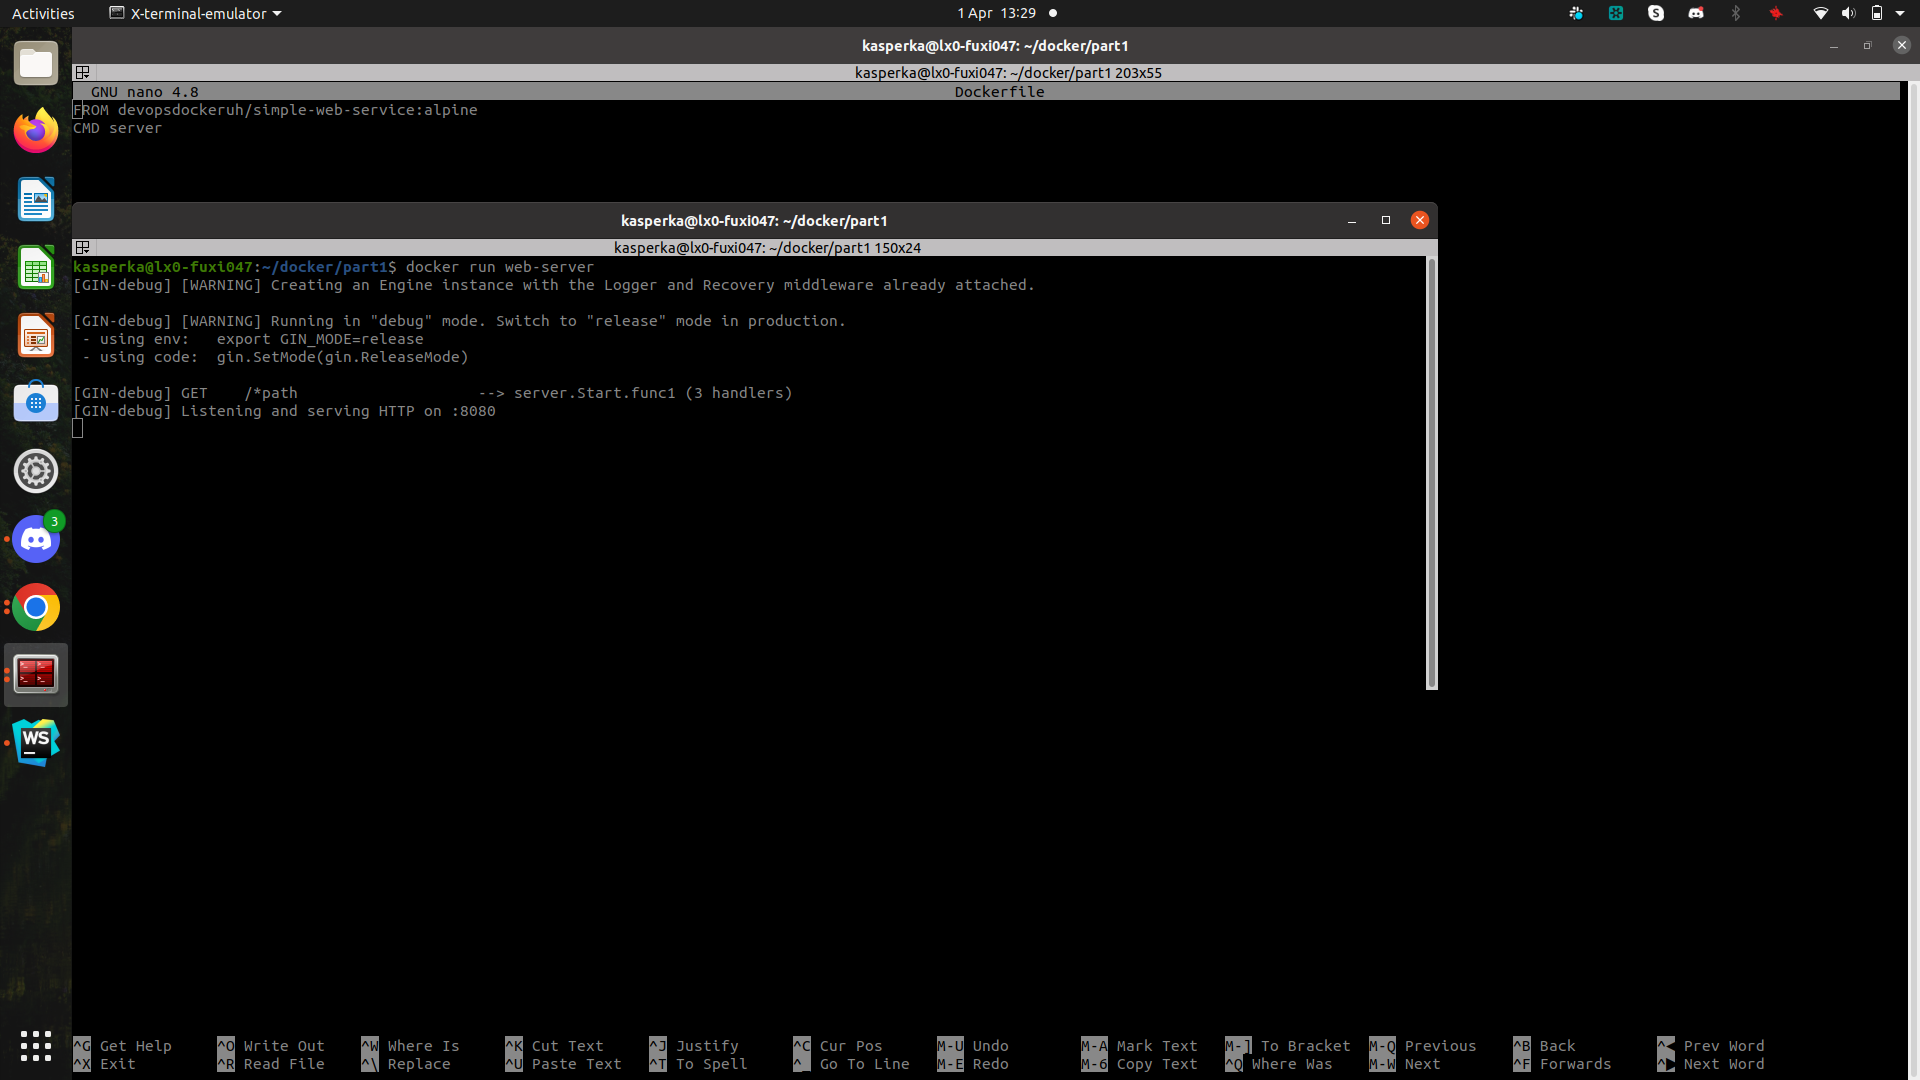 Activities X-terminal-emulator 1 Apr 13:29
kasperka@lx0-fuxi047: ~/docker/part1
kasperka@lx0-fuxi047: ~/docker/part1 203x55
GNU nano 4.8 Dockerfile
FROM devopsdockeruh/simple-web-service:alpine
CMD server
kasperka@lx0-fuxi047: ~/docker/part1
kasperka@lx0-fuxi047: ~/docker/part1 150x24
kasperka@lx0-fuxi047:~/docker/part1$ docker run web-server
[GIN-debug] [WARNING] Creating an Engine instance with the Logger and Recovery middleware already attached.
[GIN-debug] [WARNING] Running in "debug" mode. Switch to "release" mode in production.
- using env: export GIN_MODE=release
- using code: gin.SetMode(gin.ReleaseMode)
[GIN-debug] GET /*path --> server.Start.func1 (3 handlers)
[GIN-debug] Listening and serving HTTP on :8080
3
WS
^G Get Help ^O Write Out ^W Where Is ^K Cut Text ^J Justify ^C Cur Pos M-U Undo M-A Mark Text M-] To Bracket M-Q Previous ^B Back ^◀ Prev Word
^X Exit ^R Read File ^\ Replace ^U Paste Text ^T To Spell ^_ Go To Line M-E Redo M-6 Copy Text ^Q Where Was M-W Next ^F Forwards ^▶ Next Word